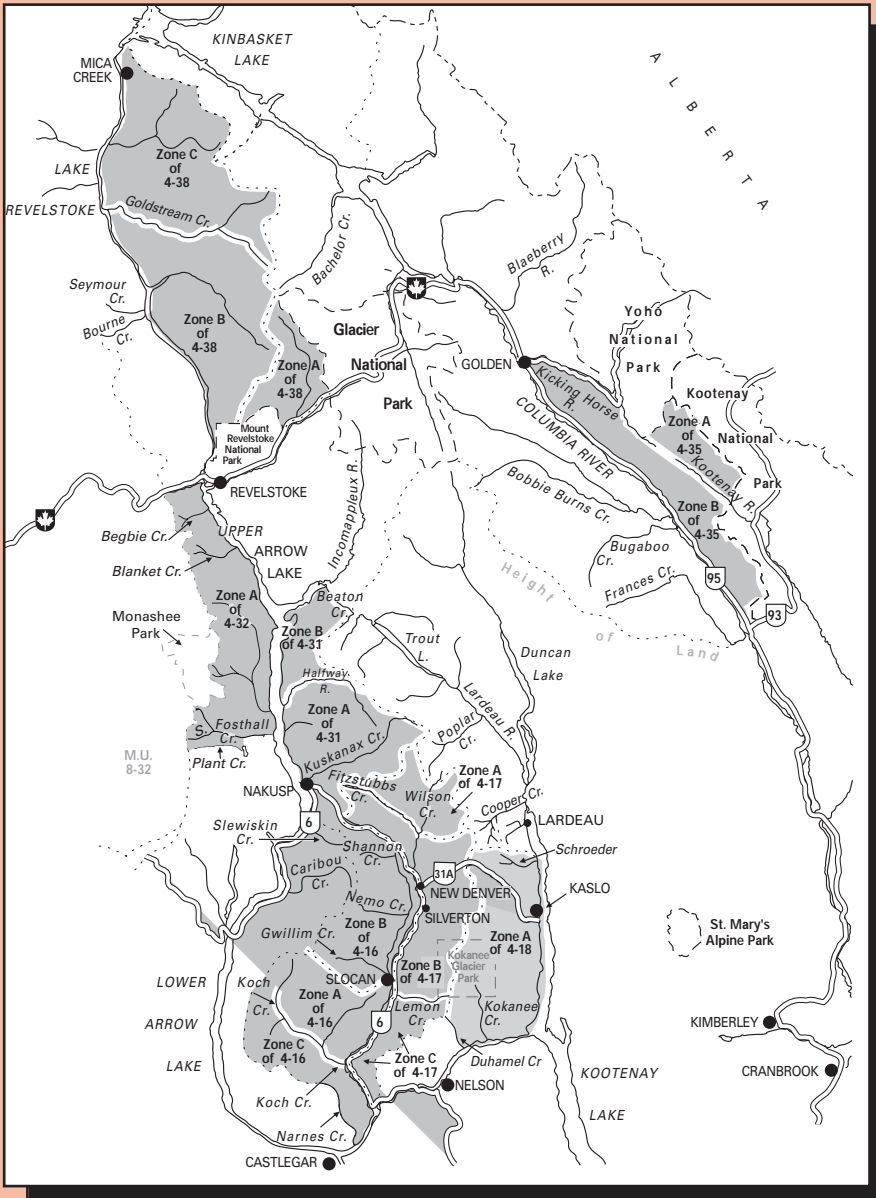 KINBASKET
LAKE
MICA
CREEK
ALBERTA
Zone C
of
4-38
LAKE
REVELSTOKE
Goldstream Cr.
Bachelor Cr.
Blaeberry
R.
Seymour
Cr.
Bourne
Cr.
Zone B
of
4-38
Glacier
National
Park
Zone A
of
4-38
Yoho
National
Park
GOLDEN
Kicking Horse
R.
Kootenay
National
Park
Zone A
of
4-35
COLUMBIA RIVER
Mount
Revelstoke
National
Park
Kootenay R.
REVELSTOKE
Incomappleux R.
Bobbie Burns Cr.
Zone B
of
4-35
Begbie Cr.
UPPER
ARROW
LAKE
Blanket Cr.
Bugaboo
Cr.
Frances Cr.
95
93
Height
of
Land
Zone A
of
4-32
Beaton
Cr.
Monashee
Park
Zone B
of
4-31
Trout
L.
Duncan
Lake
Halfway
R.
Lardeau R.
Zone A
of
4-31
Poplar
Cr.
S. Fosthall
Cr.
Kuskanax Cr.
Plant Cr.
M.U.
8-32
Zone A
of 4-17
NAKUSP
Fitzstubbs
Cr.
Wilson
Cr.
Cooper Cr.
6
LARDEAU
Slewiskin
Cr.
Shannon
Cr.
Schroeder
Caribou
Cr.
31A
NEW DENVER
KASLO
Nemo Cr.
SILVERTON
St. Mary's
Alpine Park
Gwillim Cr.
Zone B
of
4-16
Zone A
of 4-18
Kokanee
Glacier
Park
Zone B
of 4-17
SLOCAN
LOWER
ARROW
LAKE
Koch
Cr.
Zone A
of
4-16
Lemon
Cr.
Kokanee
Cr.
6
KIMBERLEY
Zone C
of 4-16
Zone C
of 4-17
Duhamel Cr
CRANBROOK
KOOTENAY
LAKE
NELSON
Koch Cr.
Narnes Cr.
CASTLEGAR